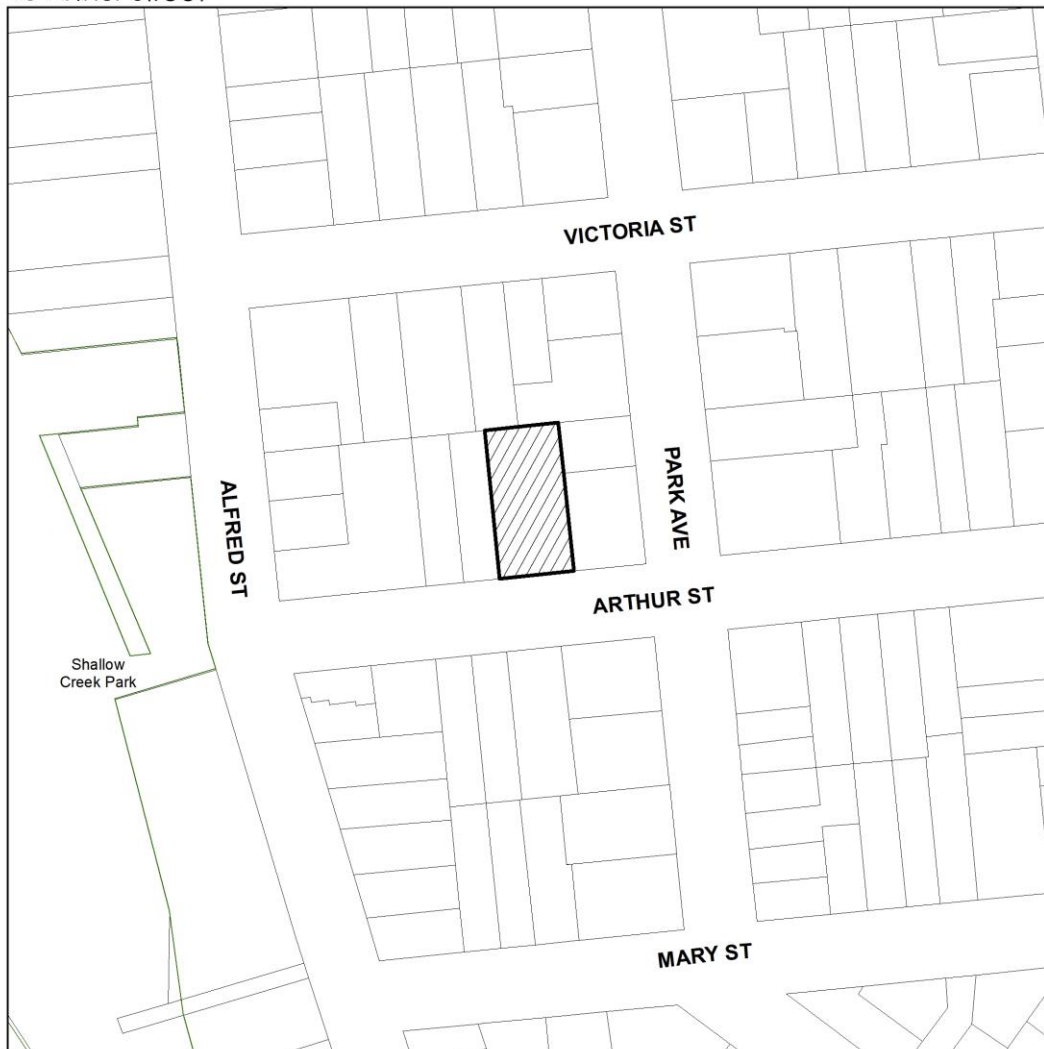 VICTORIA ST
ALFRED ST
PARK AVE
ARTHUR ST
Shallow
Creek Park
MARY ST